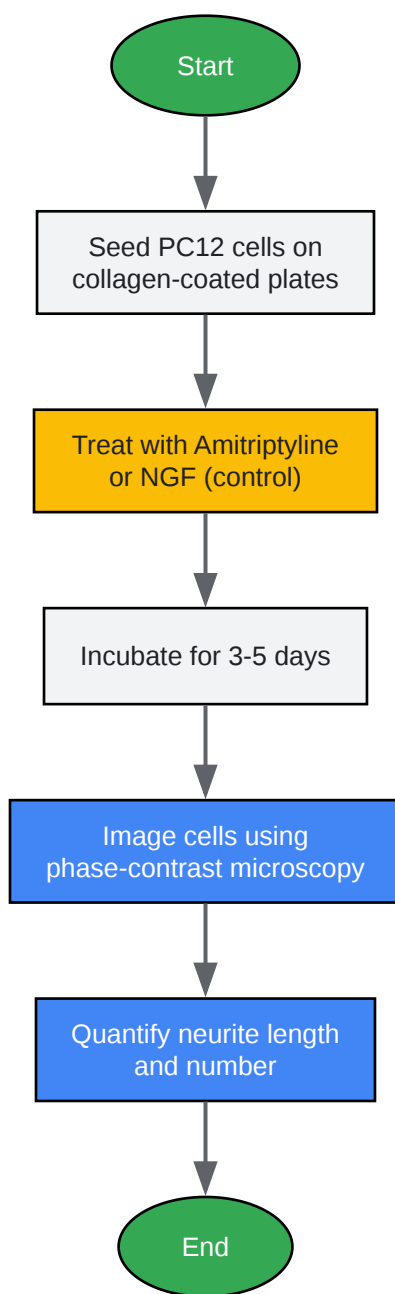 Start
Seed PC12 cells on
collagen-coated plates
Treat with Amitriptyline
or NGF (control)
Incubate for 3-5 days
Image cells using
phase-contrast microscopy
Quantify neurite length
and number
End